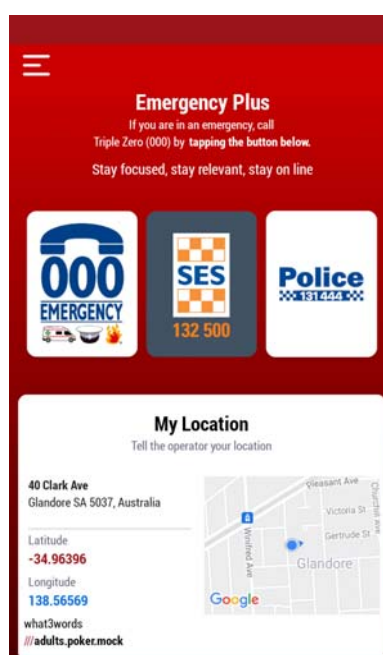 Emergency Plus
If you are in an emergency, call
Triple Zero (000) by tapping the button below.
Stay focused, stay relevant, stay on line
000
EMERGENCY
SES
132 500
Police
131 444
My Location
Tell the operator your location
40 Clark Ave
Glandore SA 5037, Australia
Latitude
-34.96396
Longitude
138.56569
what3words
///adults.poker.mock
Pleasant Ave
Churchill Ave
Victoria St
Gertrude St
Winifred Ave
Glandore
Google